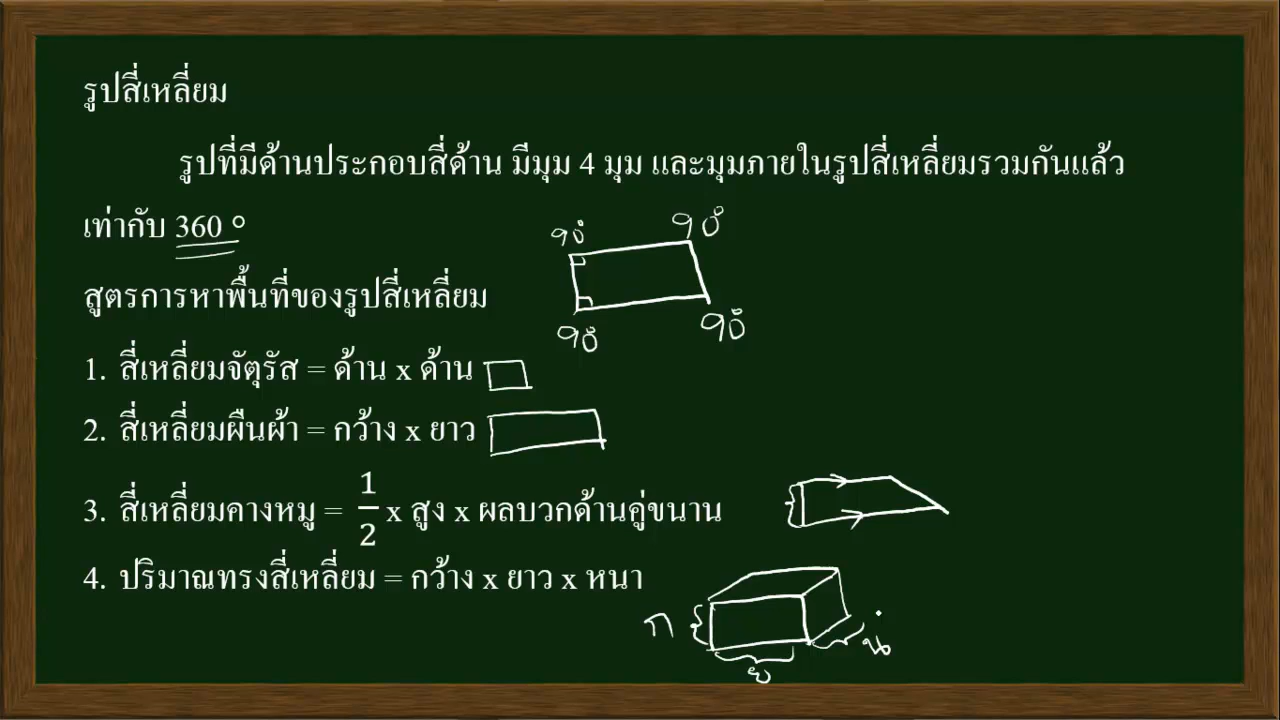 รูปสี่เหลี่ยม
รูปที่มีด้านประกอบสี่ด้าน มีมุม 4 มุม และมุมภายในรูปสี่เหลี่ยมรวมกันแล้ว
เท่ากับ 360 °
90° 90°
90° 90°
สูตรการหาพื้นที่ของรูปสี่เหลี่ยม
1. สี่เหลี่ยมจัตุรัส = ด้าน x ด้าน
2. สี่เหลี่ยมผืนผ้า = กว้าง x ยาว
3. สี่เหลี่ยมคางหมู = 1/2 x สูง x ผลบวกด้านคู่ขนาน
4. ปริมาณทรงสี่เหลี่ยม = กว้าง x ยาว x หนา
ก
ย